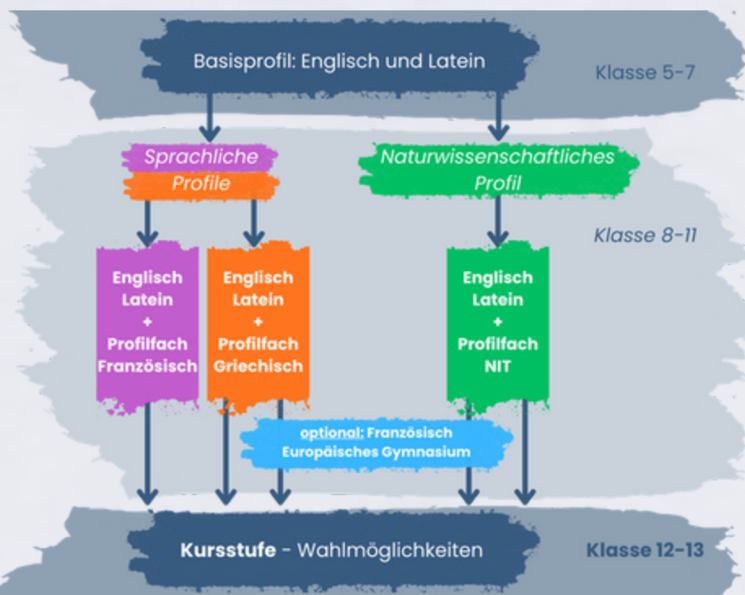 Basisprofil: Englisch und Latein
Klasse 5-7
Sprachliche
Profile
Naturwissenschaftliches
Profil
Klasse 8-11
Englisch
Latein
+
Profilfach
Französisch
Englisch
Latein
+
Profilfach
Griechisch
Englisch
Latein
+
Profilfach
NIT
optional: Französisch
Europäisches Gymnasium
Kursstufe - Wahlmöglichkeiten
Klasse 12-13